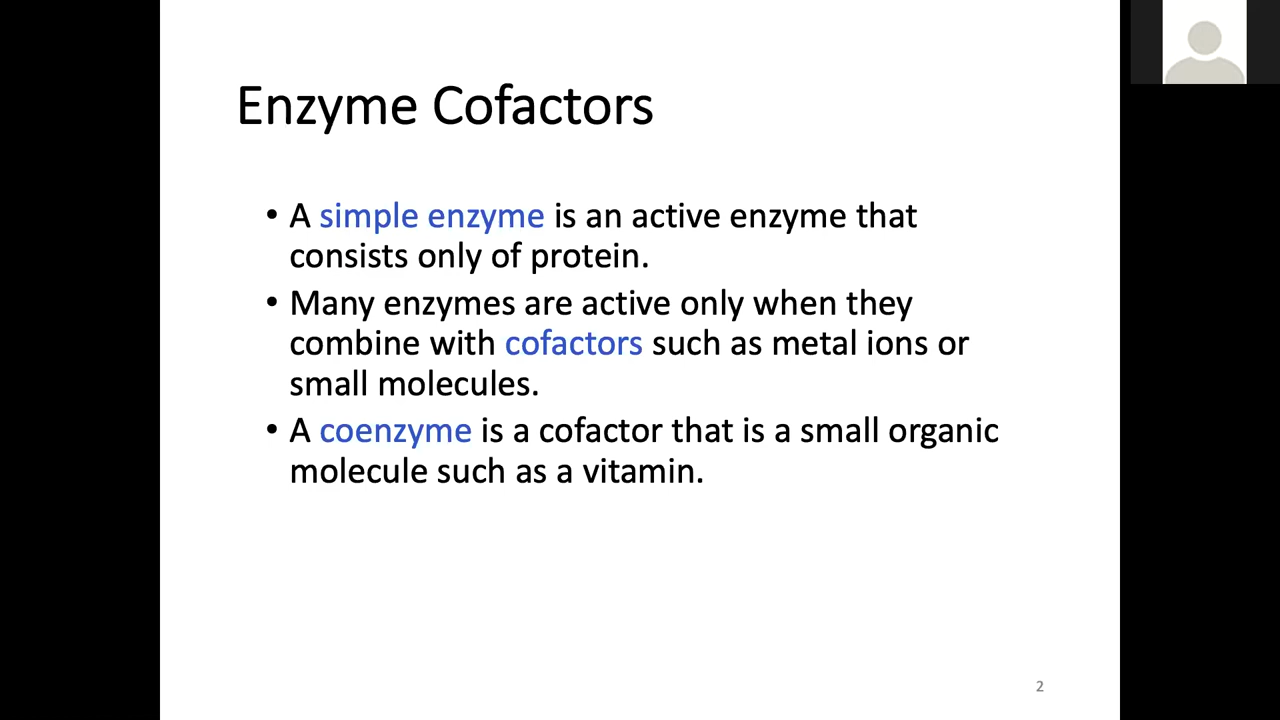 Enzyme Cofactors
• A simple enzyme is an active enzyme that
consists only of protein.
• Many enzymes are active only when they
combine with cofactors such as metal ions or
small molecules.
• A coenzyme is a cofactor that is a small organic
molecule such as a vitamin.
2